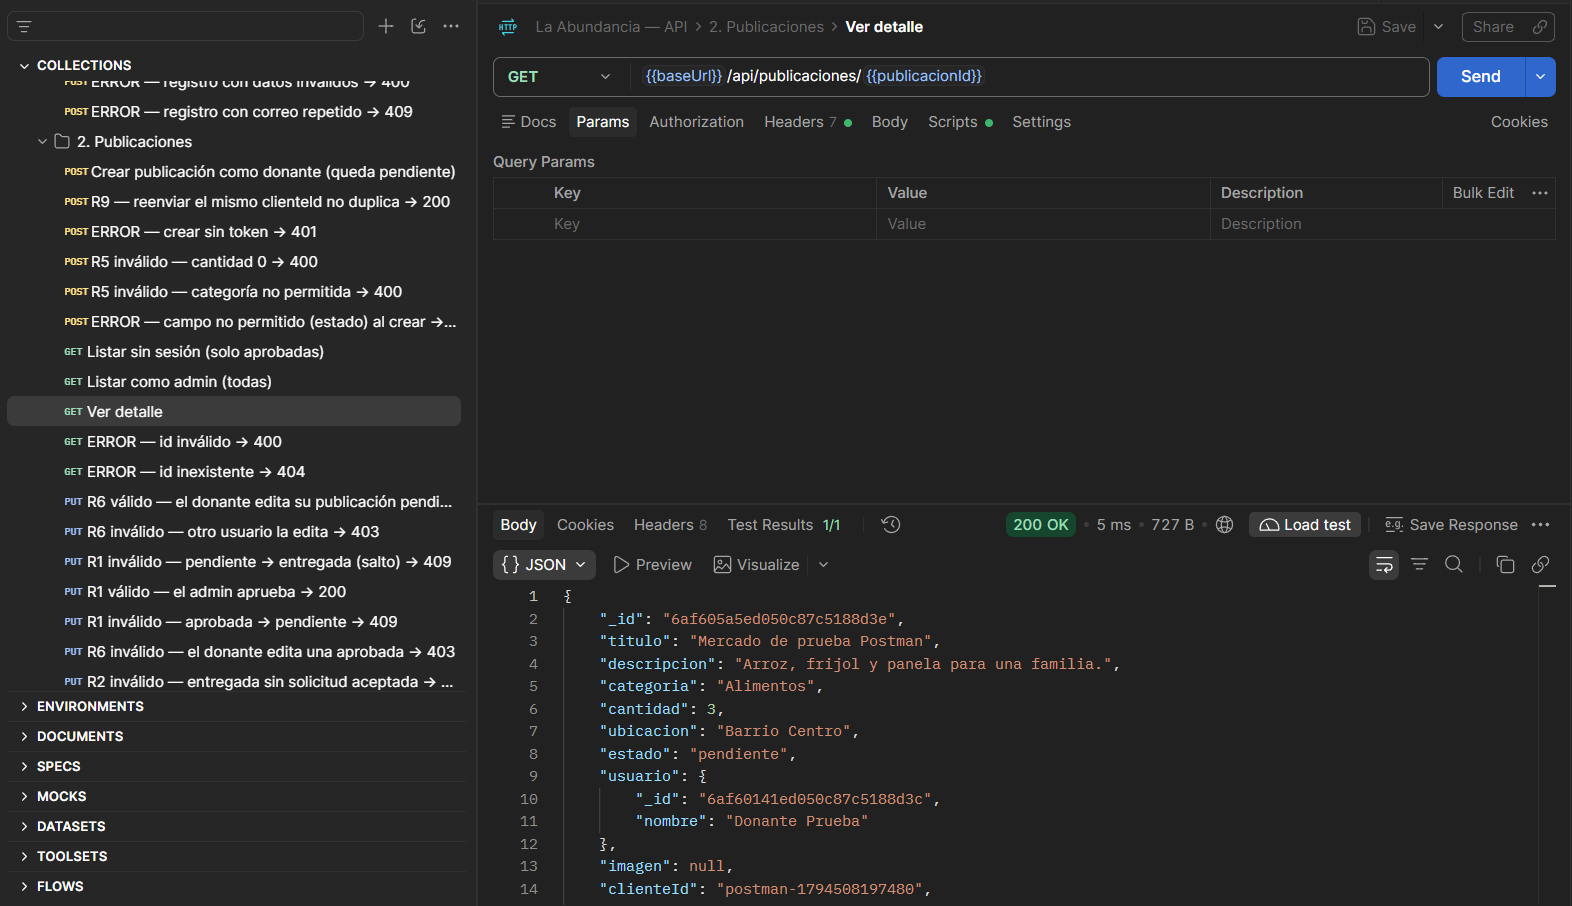 COLLECTIONS
POST ERROR — registro con datos inválidos → 400
POST ERROR — registro con correo repetido → 409
2. Publicaciones
POST Crear publicación como donante (queda pendiente)
POST R9 — reenviar el mismo clienteId no duplica → 200
POST ERROR — crear sin token → 401
POST R5 inválido — cantidad 0 → 400
POST R5 inválido — categoría no permitida → 400
POST ERROR — campo no permitido (estado) al crear →...
GET Listar sin sesión (solo aprobadas)
GET Listar como admin (todas)
GET Ver detalle
GET ERROR — id inválido → 400
GET ERROR — id inexistente → 404
PUT R6 válido — el donante edita su publicación pendi...
PUT R6 inválido — otro usuario la edita → 403
PUT R1 inválido — pendiente → entregada (salto) → 409
PUT R1 válido — el admin aprueba → 200
PUT R1 inválido — aprobada → pendiente → 409
PUT R6 inválido — el donante edita una aprobada → 403
PUT R2 inválido — entregada sin solicitud aceptada → ...
ENVIRONMENTS
DOCUMENTS
SPECS
MOCKS
DATASETS
TOOLSETS
FLOWS
HTTP La Abundancia — API > 2. Publicaciones > Ver detalle
Save
Share
GET
{{baseUrl}} /api/publicaciones/ {{publicacionId}}
Send
Docs Params Authorization Headers 7 Body Scripts Settings Cookies
Query Params
Key Value Description Bulk Edit ...
Key Value Description
Body Cookies Headers 8 Test Results 1/1
200 OK • 5 ms • 727 B • Load test e.g. Save Response ...
{ } JSON Preview Visualize
1 {
2 "_id": "6af605a5ed050c87c5188d3e",
3 "titulo": "Mercado de prueba Postman",
4 "descripcion": "Arroz, frijol y panela para una familia.",
5 "categoria": "Alimentos",
6 "cantidad": 3,
7 "ubicacion": "Barrio Centro",
8 "estado": "pendiente",
9 "usuario": {
10 "_id": "6af60141ed050c87c5188d3c",
11 "nombre": "Donante Prueba"
12 },
13 "imagen": null,
14 "clienteId": "postman-1794508197480",